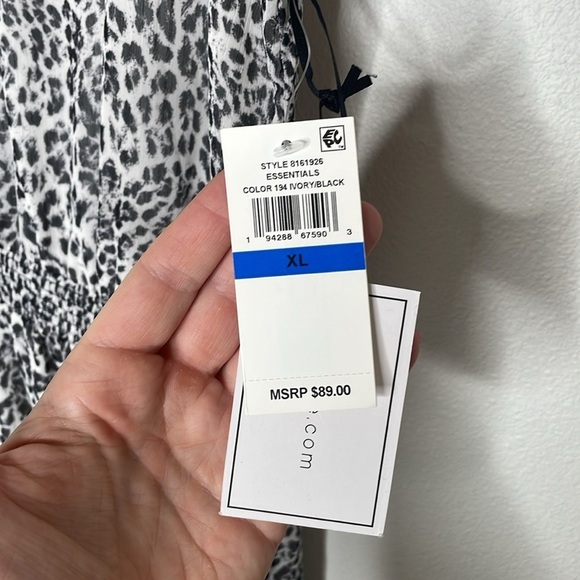 STYLE 8161926
ESSENTIALS
COLOR 194 IVORY/BLACK
1 94288 67590 3
XL
MSRP $89.00
.com